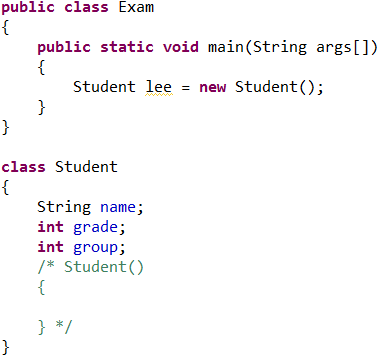 public class Exam
{
    public static void main(String args[])
    {
        Student lee = new Student();
    }
}

class Student
{
    String name;
    int grade;
    int group;
    /* Student()
    {

    } */
}